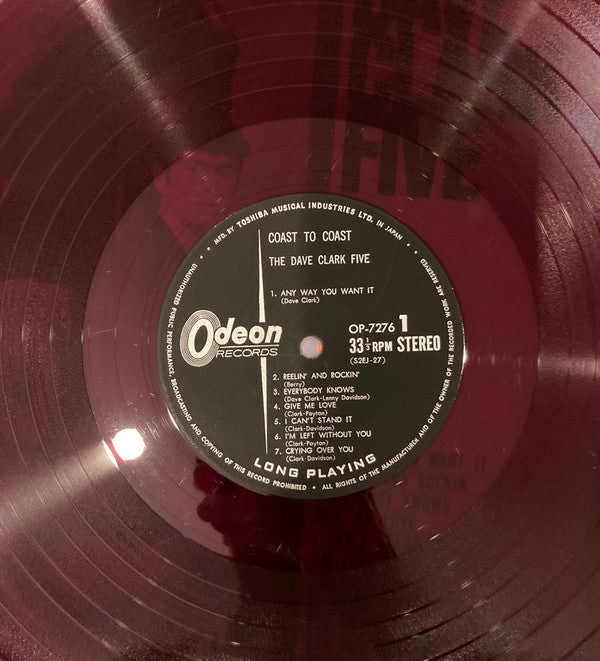 FIVE
• MFD. BY TOSHIBA MUSICAL INDUSTRIES LTD. IN JAPAN •
UNAUTHORIZED PUBLIC PERFORMANCE, BROADCASTING AND COPYING OF THIS RECORD PROHIBITED • ALL RIGHTS OF THE MANUFACTURER AND OF THE OWNER OF THE RECORDED WORK ARE RESERVED
COAST TO COAST
THE DAVE CLARK FIVE
1. ANY WAY YOU WANT IT
(Dave Clark)
Odeon
RECORDS
OP-7276 1
33 1/3 RPM STEREO
(S2EJ-27)
2. REELIN' AND ROCKIN'
(Berry)
3. EVERYBODY KNOWS
(Dave Clark-Lenny Davidson)
4. GIVE ME LOVE
(Clark-Payton)
5. I CAN'T STAND IT
(Clark-Davidson)
6. I'M LEFT WITHOUT YOU
(Clark-Payton)
7. CRYING OVER YOU
(Clark-Davidson)
LONG PLAYING
WANT IT